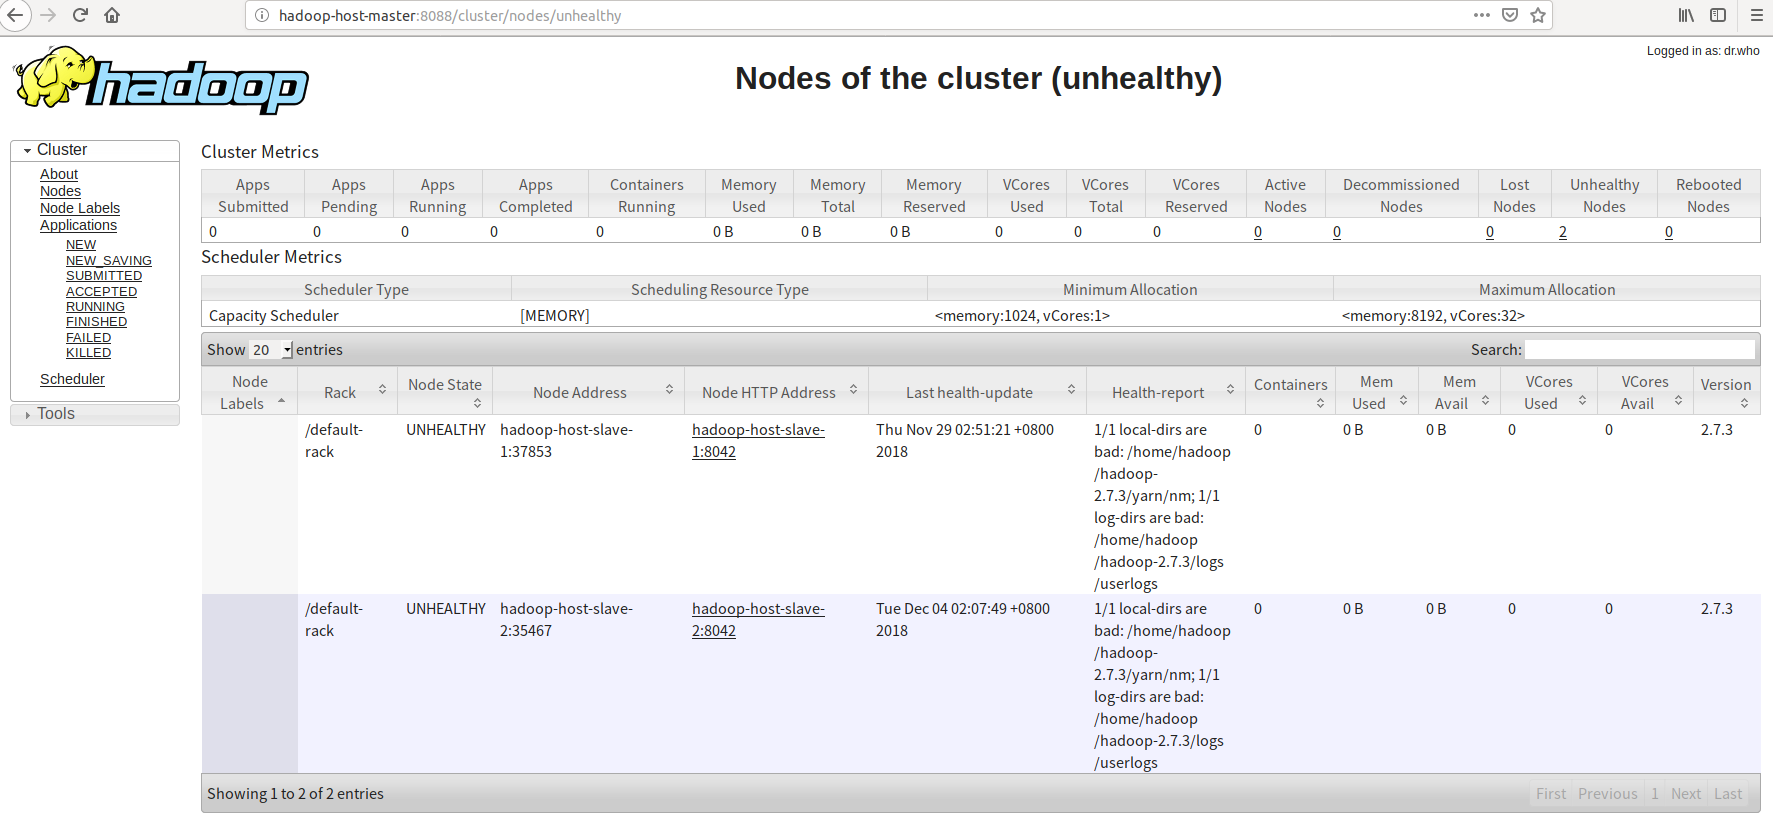 hadoop-host-master:8088/cluster/nodes/unhealthy
Logged in as: dr.who
hadoop
Nodes of the cluster (unhealthy)
Cluster
About
Nodes
Node Labels
Applications
NEW
NEW_SAVING
SUBMITTED
ACCEPTED
RUNNING
FINISHED
FAILED
KILLED
Scheduler
Tools
Cluster Metrics
Apps Submitted Apps Pending Apps Running Apps Completed Containers Running Memory Used Memory Total Memory Reserved VCores Used VCores Total VCores Reserved Active Nodes Decommissioned Nodes Lost Nodes Unhealthy Nodes Rebooted Nodes
0 0 0 0 0 0 B 0 B 0 B 0 0 0 0 0 0 2 0
Scheduler Metrics
Scheduler Type Scheduling Resource Type Minimum Allocation Maximum Allocation
Capacity Scheduler [MEMORY] <memory:1024, vCores:1> <memory:8192, vCores:32>
Show 20 entries Search:
Node Labels Rack Node State Node Address Node HTTP Address Last health-update Health-report Containers Mem Used Mem Avail VCores Used VCores Avail Version
/default- UNHEALTHY hadoop-host-slave- hadoop-host-slave- Thu Nov 29 02:51:21 +0800 1/1 local-dirs are 0 0 B 0 B 0 0 2.7.3
rack 1:37853 1:8042 2018 bad: /home/hadoop
/hadoop-
2.7.3/yarn/nm; 1/1
log-dirs are bad:
/home/hadoop
/hadoop-2.7.3/logs
/userlogs
/default- UNHEALTHY hadoop-host-slave- hadoop-host-slave- Tue Dec 04 02:07:49 +0800 1/1 local-dirs are 0 0 B 0 B 0 0 2.7.3
rack 2:35467 2:8042 2018 bad: /home/hadoop
/hadoop-
2.7.3/yarn/nm; 1/1
log-dirs are bad:
/home/hadoop
/hadoop-2.7.3/logs
/userlogs
Showing 1 to 2 of 2 entries First Previous 1 Next Last